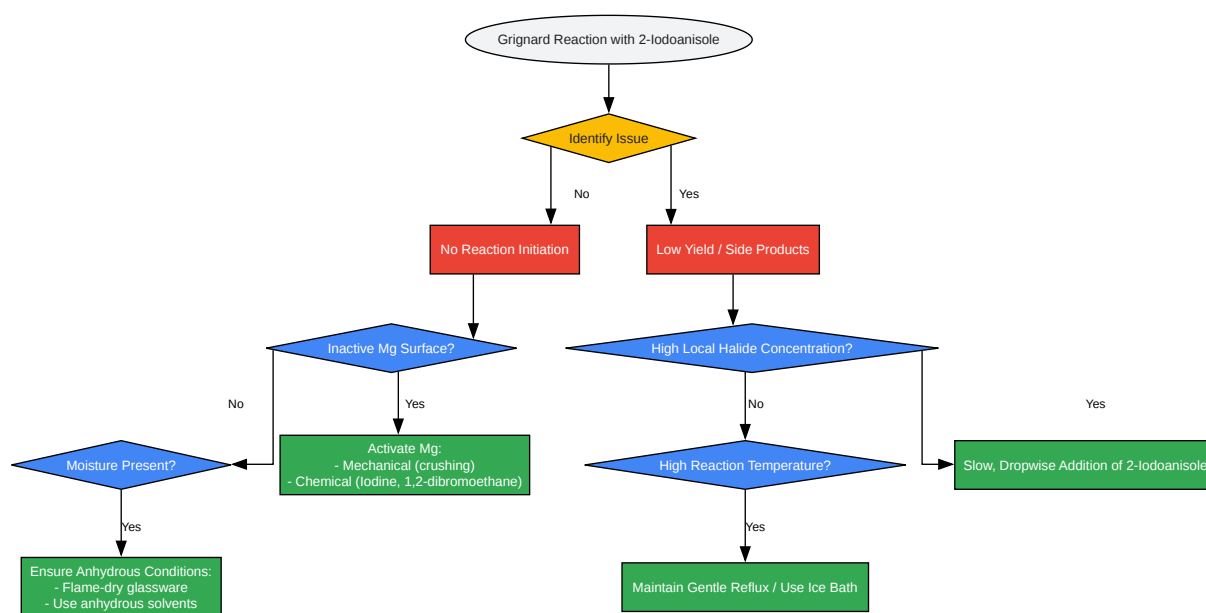 Grignard Reaction with 2-Iodoanisole
Identify Issue
No
Yes
No Reaction Initiation
Low Yield / Side Products
Inactive Mg Surface?
High Local Halide Concentration?
No
Yes
No
Yes
Moisture Present?
Activate Mg:
- Mechanical (crushing)
- Chemical (Iodine, 1,2-dibromoethane)
High Reaction Temperature?
Slow, Dropwise Addition of 2-Iodoanisole
Yes
Yes
Ensure Anhydrous Conditions:
- Flame-dry glassware
- Use anhydrous solvents
Maintain Gentle Reflux / Use Ice Bath